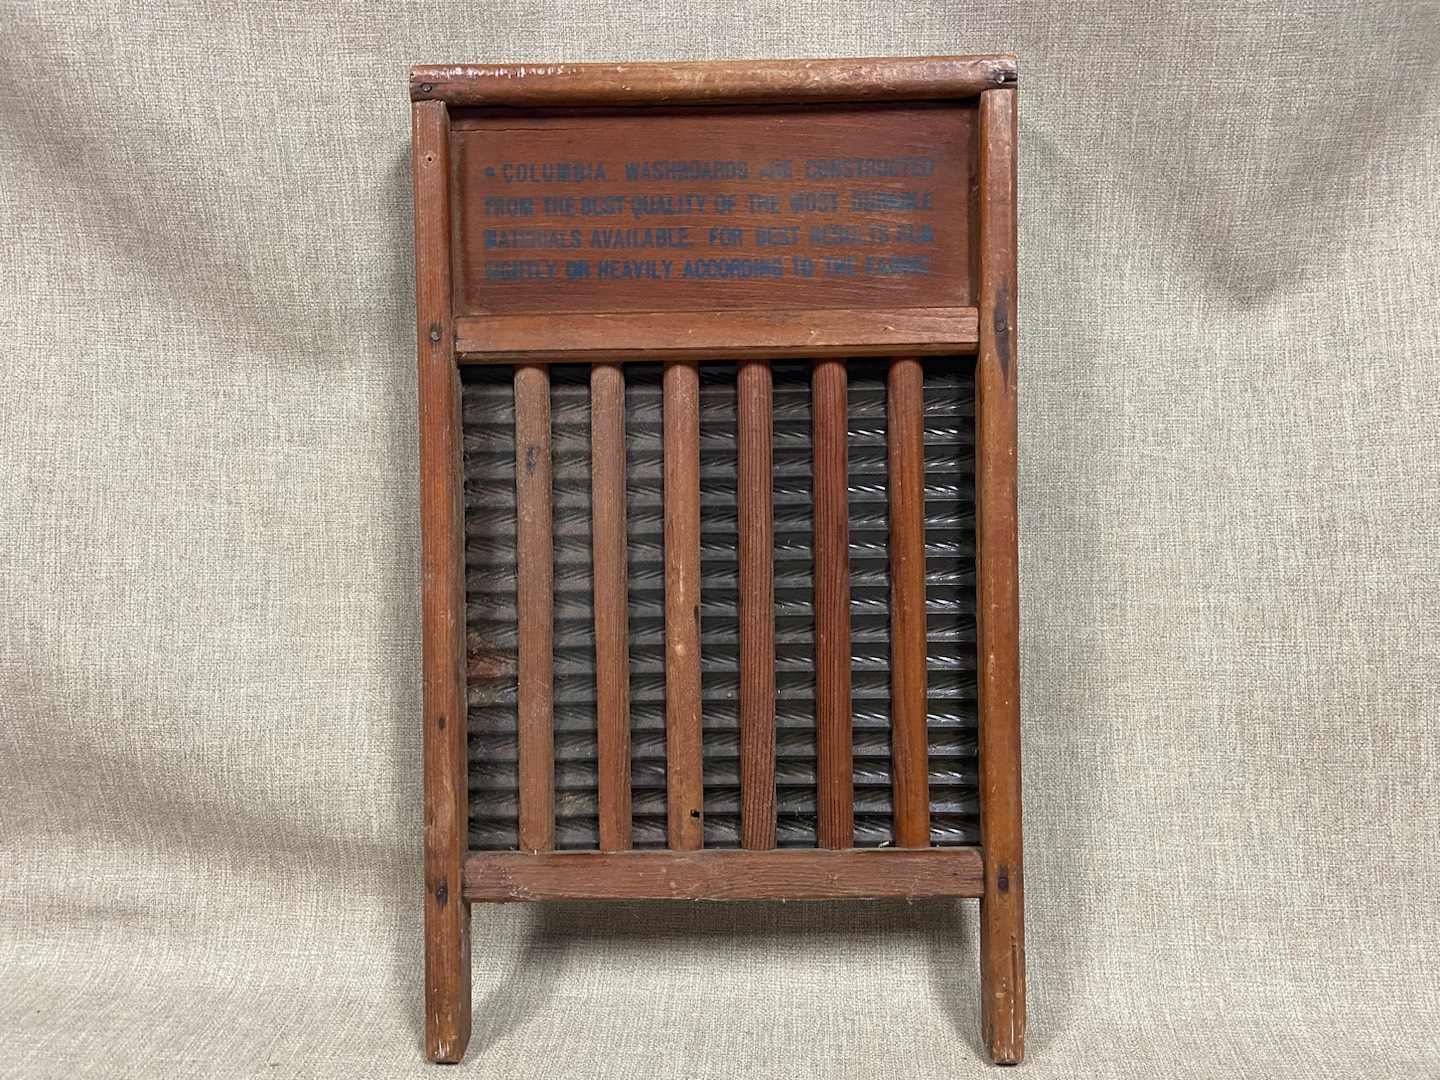 * COLUMBIA WASHBOARDS ARE CONSTRUCTED
FROM THE BEST QUALITY OF THE MOST DURABLE
MATERIALS AVAILABLE. FOR BEST RESULTS RUB
LIGHTLY OR HEAVILY ACCORDING TO THE FABRIC.